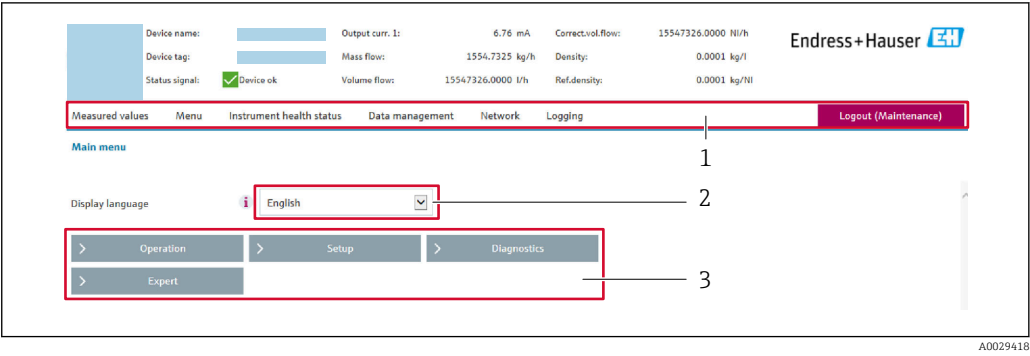 Device name: Output curr. 1: 6.76 mA Correct.vol.flow: 15547326.0000 Nl/h
Endress+Hauser EH
Device tag: Mass flow: 1554.7325 kg/h Density: 0.0001 kg/l
Status signal: Device ok Volume flow: 15547326.0000 l/h Ref.density: 0.0001 kg/Nl
Measured values Menu Instrument health status Data management Network Logging Logout (Maintenance)
1
Main menu
Display language i English 2
> Operation > Setup > Diagnostics
> Expert 3
A0029418